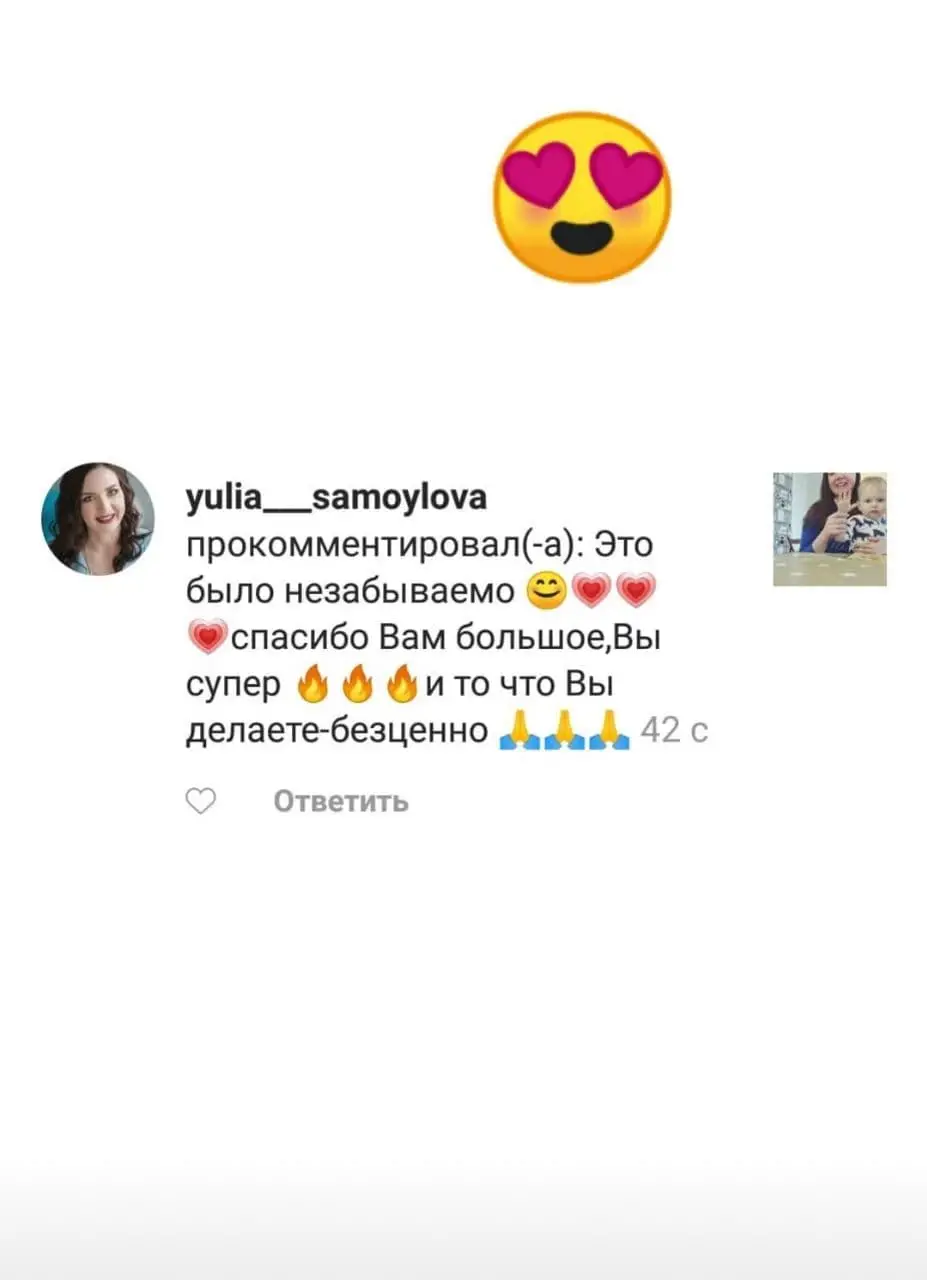 yulia___samoylova
прокомментировал(-а): Это
было незабываемо 😊💗💗
💗спасибо Вам большое,Вы
супер 🔥🔥🔥и то что Вы
делаете-безценно 🙏🙏🙏 42 с
Ответить